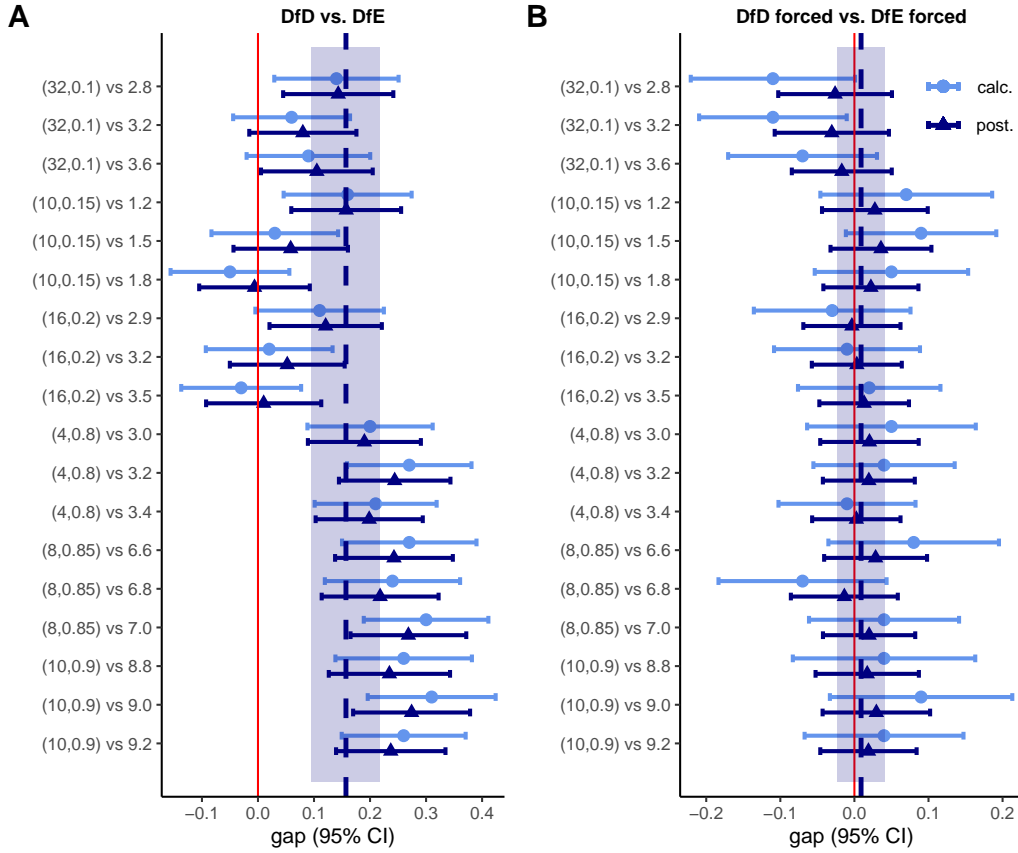 A
DfD vs. DfE
(32,0.1) vs 2.8
(32,0.1) vs 3.2
(32,0.1) vs 3.6
(10,0.15) vs 1.2
(10,0.15) vs 1.5
(10,0.15) vs 1.8
(16,0.2) vs 2.9
(16,0.2) vs 3.2
(16,0.2) vs 3.5
(4,0.8) vs 3.0
(4,0.8) vs 3.2
(4,0.8) vs 3.4
(8,0.85) vs 6.6
(8,0.85) vs 6.8
(8,0.85) vs 7.0
(10,0.9) vs 8.8
(10,0.9) vs 9.0
(10,0.9) vs 9.2
−0.1 0.0 0.1 0.2 0.3 0.4
gap (95% CI)
B
DfD forced vs. DfE forced
calc.
post.
(32,0.1) vs 2.8
(32,0.1) vs 3.2
(32,0.1) vs 3.6
(10,0.15) vs 1.2
(10,0.15) vs 1.5
(10,0.15) vs 1.8
(16,0.2) vs 2.9
(16,0.2) vs 3.2
(16,0.2) vs 3.5
(4,0.8) vs 3.0
(4,0.8) vs 3.2
(4,0.8) vs 3.4
(8,0.85) vs 6.6
(8,0.85) vs 6.8
(8,0.85) vs 7.0
(10,0.9) vs 8.8
(10,0.9) vs 9.0
(10,0.9) vs 9.2
−0.2 −0.1 0.0 0.1 0.2
gap (95% CI)